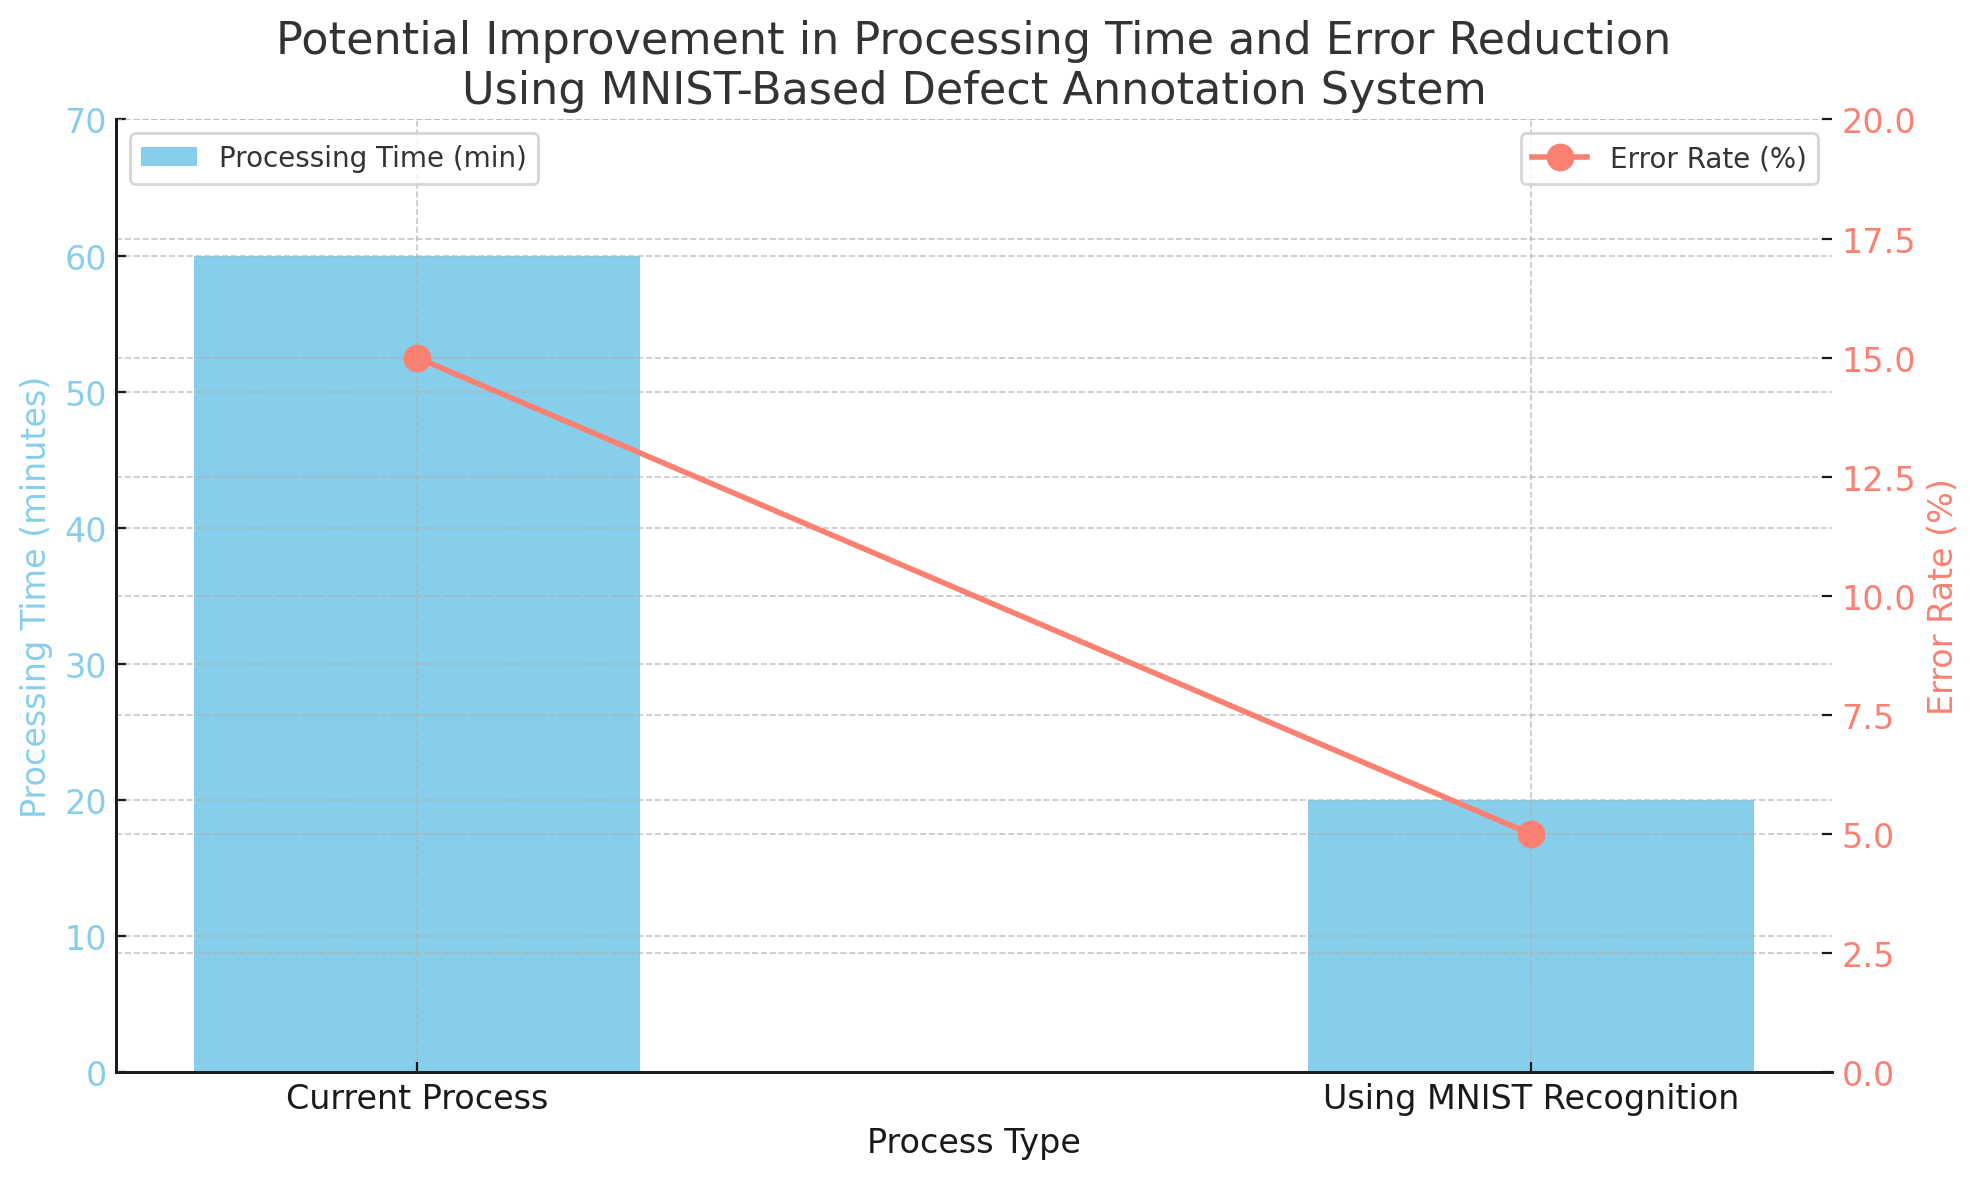 Potential Improvement in Processing Time and Error Reduction
Using MNIST-Based Defect Annotation System
Processing Time (min)
Error Rate (%)
Processing Time (minutes)
70
60
50
40
30
20
10
0
20.0
17.5
15.0
12.5
10.0
7.5
5.0
2.5
0.0
Error Rate (%)
Current Process
Using MNIST Recognition
Process Type